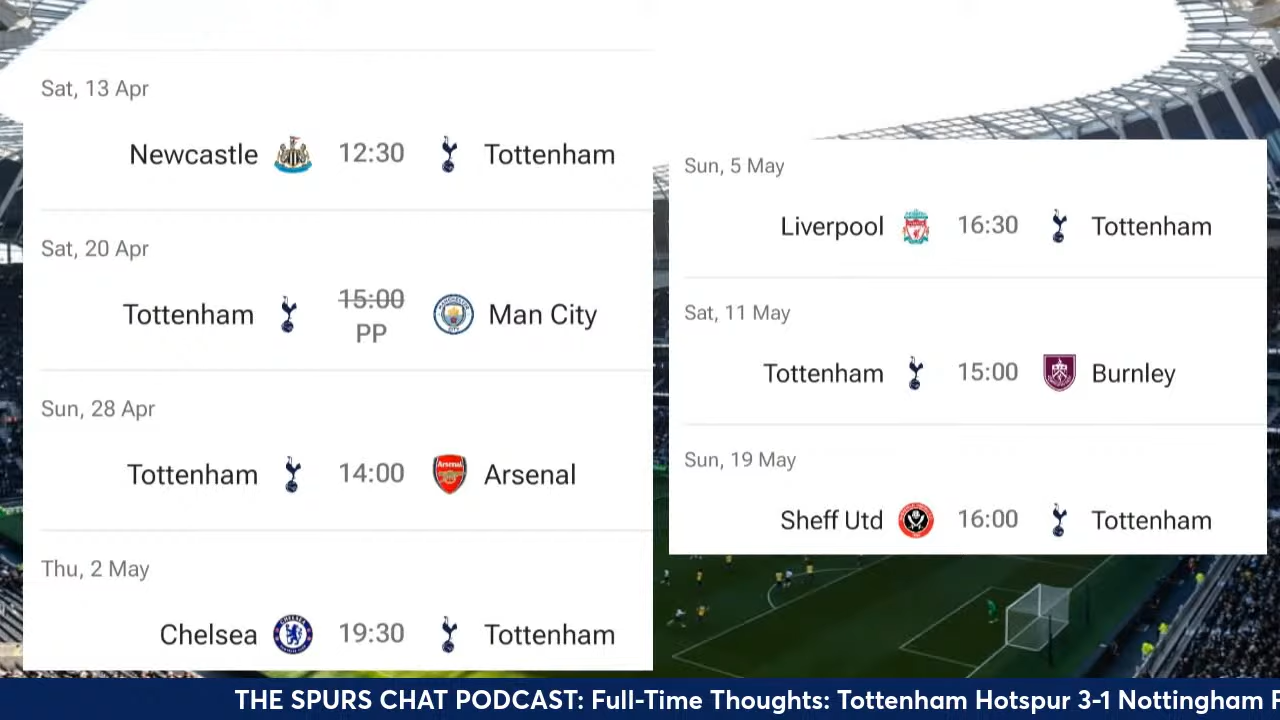 Sat, 13 Apr
Newcastle 12:30 Tottenham
Sat, 20 Apr
Tottenham 15:00 Man City
PP
Sun, 28 Apr
Tottenham 14:00 Arsenal
Thu, 2 May
Chelsea 19:30 Tottenham
Sun, 5 May
Liverpool 16:30 Tottenham
Sat, 11 May
Tottenham 15:00 Burnley
Sun, 19 May
Sheff Utd 16:00 Tottenham
THE SPURS CHAT PODCAST: Full-Time Thoughts: Tottenham Hotspur 3-1 Nottingham